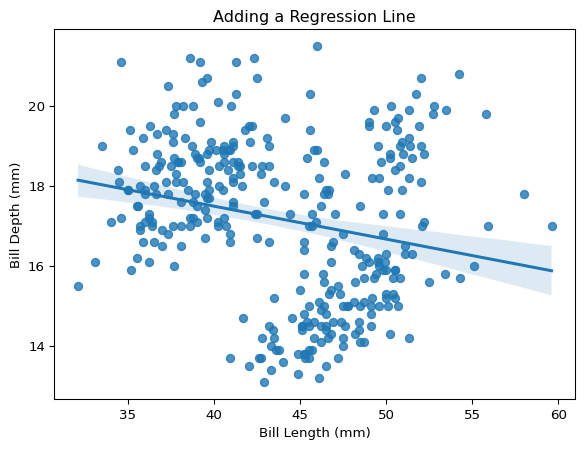 Adding a Regression Line
Bill Depth (mm)
20
18
16
14
35 40 45 50 55 60
Bill Length (mm)